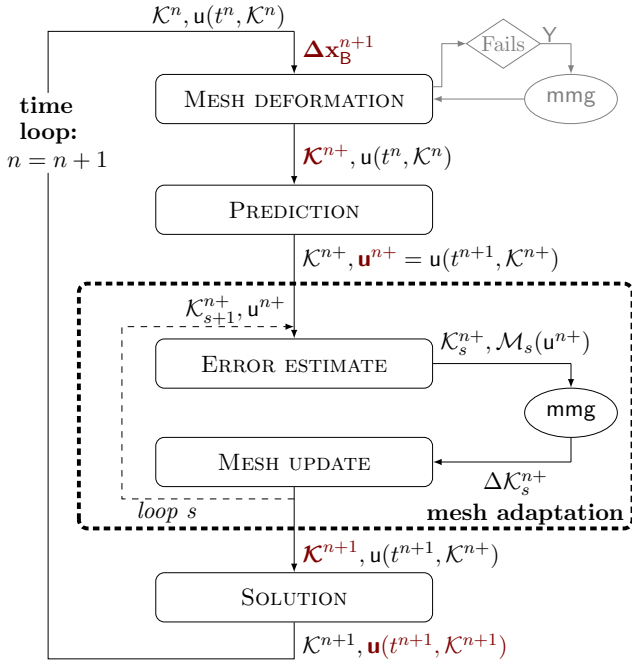 𝒦ⁿ, u(tⁿ, 𝒦ⁿ)
Δx_B^{n+1}
Fails
Y
time
loop:
n = n + 1
MESH DEFORMATION
mmg
𝒦^{n+}, u(tⁿ, 𝒦ⁿ)
PREDICTION
𝒦^{n+}, u^{n+} = u(t^{n+1}, 𝒦^{n+})
𝒦_{s+1}^{n+}, u^{n+}
ERROR ESTIMATE
𝒦_s^{n+}, ℳ_s(u^{n+})
mmg
MESH UPDATE
Δ𝒦_s^{n+}
loop s
mesh adaptation
𝒦^{n+1}, u(t^{n+1}, 𝒦^{n+})
SOLUTION
𝒦^{n+1}, u(t^{n+1}, 𝒦^{n+1})